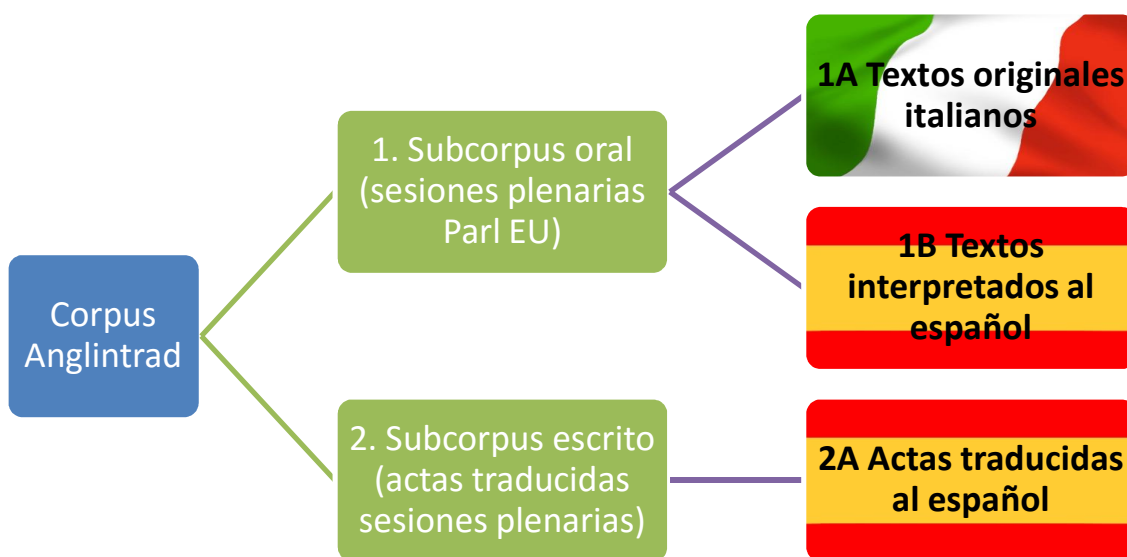 Corpus
Anglintrad
1. Subcorpus oral
(sesiones plenarias
Parl EU)
2. Subcorpus escrito
(actas traducidas
sesiones plenarias)
1A Textos originales
italianos
1B Textos
interpretados al
español
2A Actas traducidas
al español